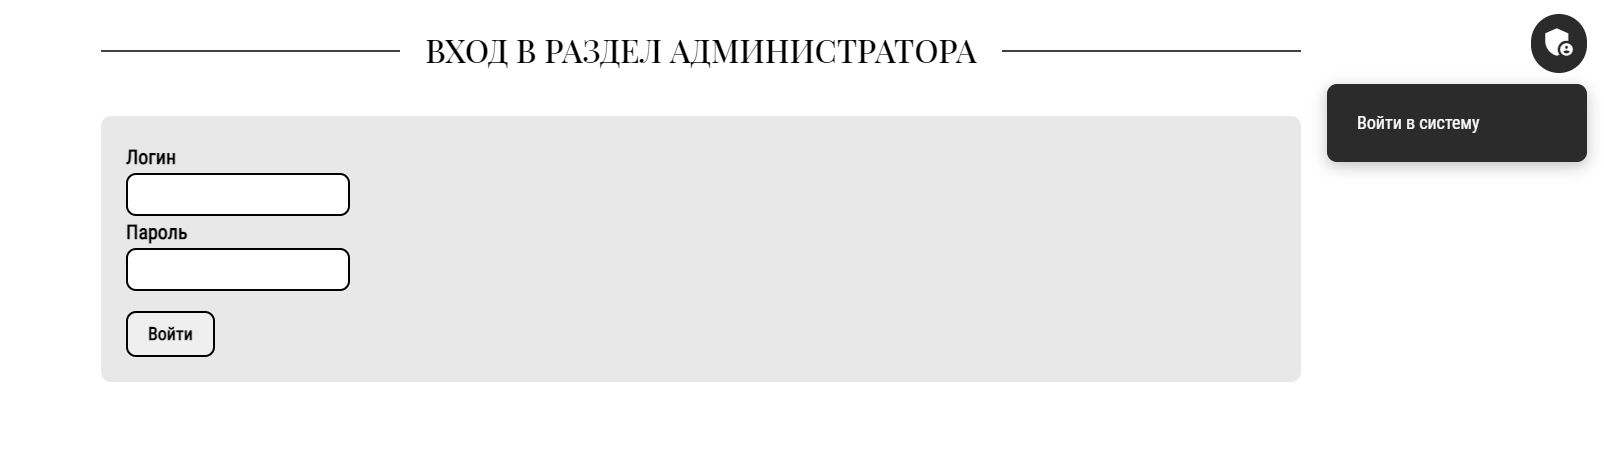 ВХОД В РАЗДЕЛ АДМИНИСТРАТОРА
Войти в систему
Логин
Пароль
Войти